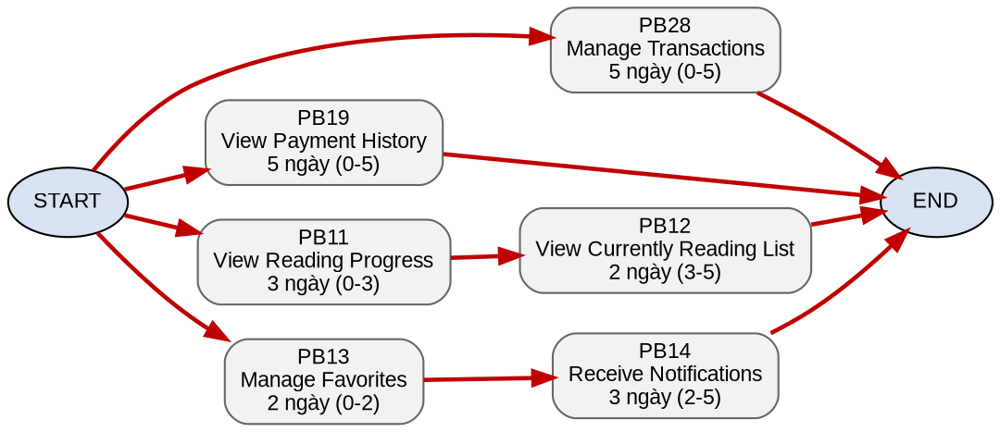 PB28
Manage Transactions
5 ngày (0-5)
PB19
View Payment History
5 ngày (0-5)
START
END
PB11
View Reading Progress
3 ngày (0-3)
PB12
View Currently Reading List
2 ngày (3-5)
PB13
Manage Favorites
2 ngày (0-2)
PB14
Receive Notifications
3 ngày (2-5)